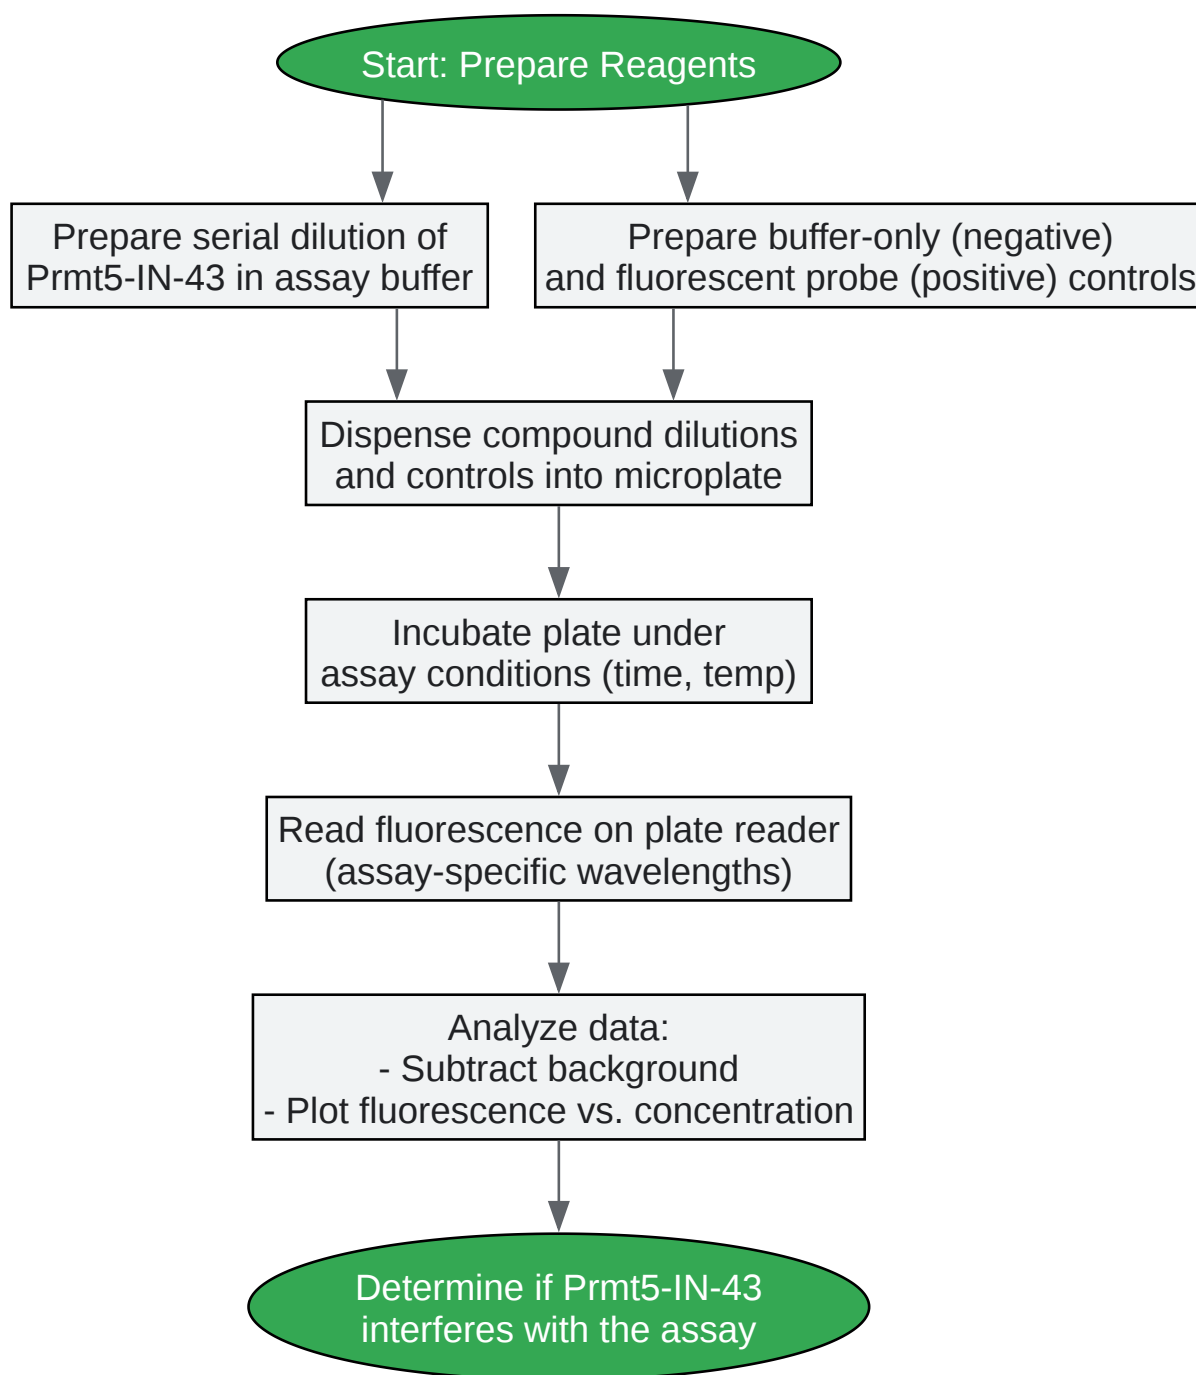 Start: Prepare Reagents
Prepare serial dilution of
Prmt5-IN-43 in assay buffer
Prepare buffer-only (negative)
and fluorescent probe (positive) controls
Dispense compound dilutions
and controls into microplate
Incubate plate under
assay conditions (time, temp)
Read fluorescence on plate reader
(assay-specific wavelengths)
Analyze data:
- Subtract background
- Plot fluorescence vs. concentration
Determine if Prmt5-IN-43
interferes with the assay